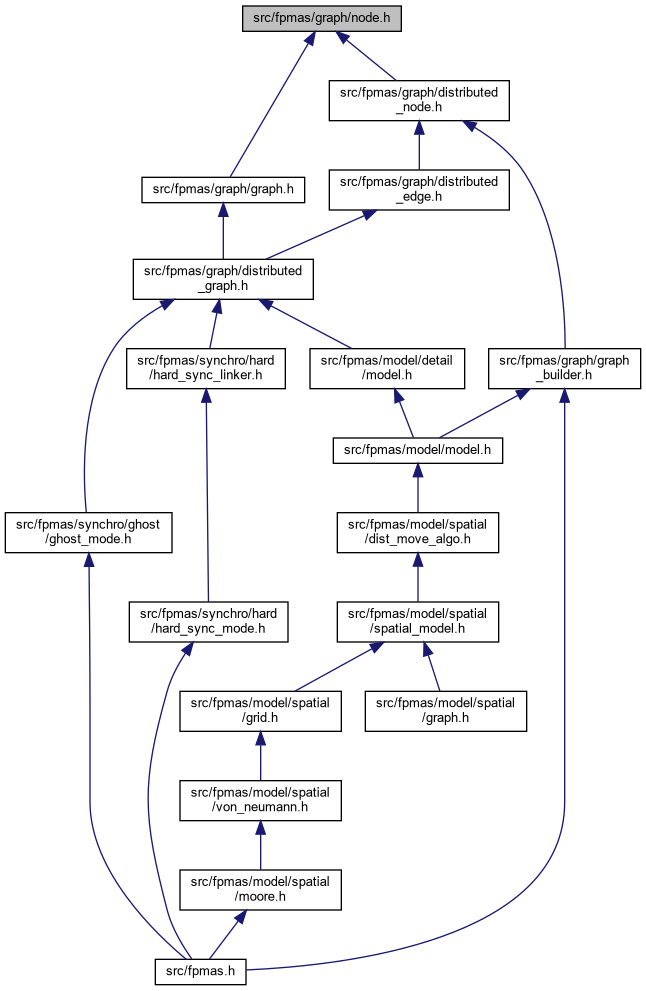 src/fpmas/graph/node.h
src/fpmas/graph/distributed
_node.h
src/fpmas/graph/graph.h
src/fpmas/graph/distributed
_edge.h
src/fpmas/graph/distributed
_graph.h
src/fpmas/synchro/hard
/hard_sync_linker.h
src/fpmas/model/detail
/model.h
src/fpmas/graph/graph
_builder.h
src/fpmas/model/model.h
src/fpmas/synchro/ghost
/ghost_mode.h
src/fpmas/model/spatial
/dist_move_algo.h
src/fpmas/synchro/hard
/hard_sync_mode.h
src/fpmas/model/spatial
/spatial_model.h
src/fpmas/model/spatial
/grid.h
src/fpmas/model/spatial
/graph.h
src/fpmas/model/spatial
/von_neumann.h
src/fpmas/model/spatial
/moore.h
src/fpmas.h